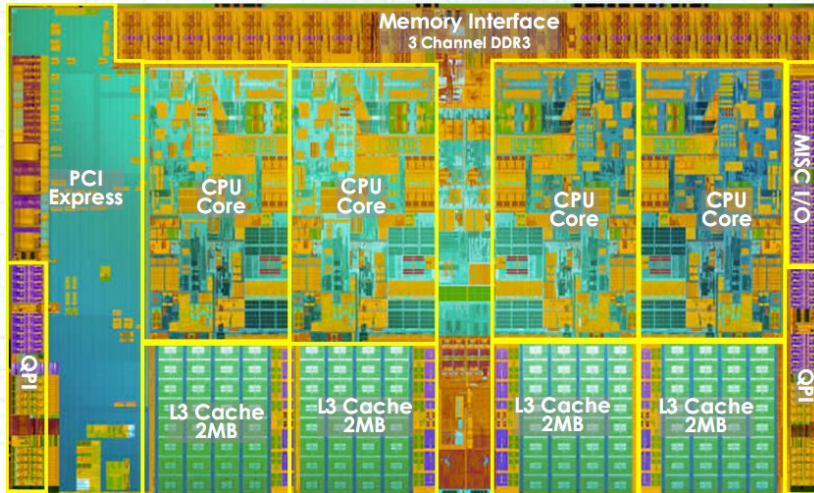 Memory Interface
3 Channel DDR3
PCI
Express
CPU
Core
CPU
Core
CPU
Core
CPU
Core
MISC I/O
QPI
QPI
L3 Cache
2MB
L3 Cache
2MB
L3 Cache
2MB
L3 Cache
2MB